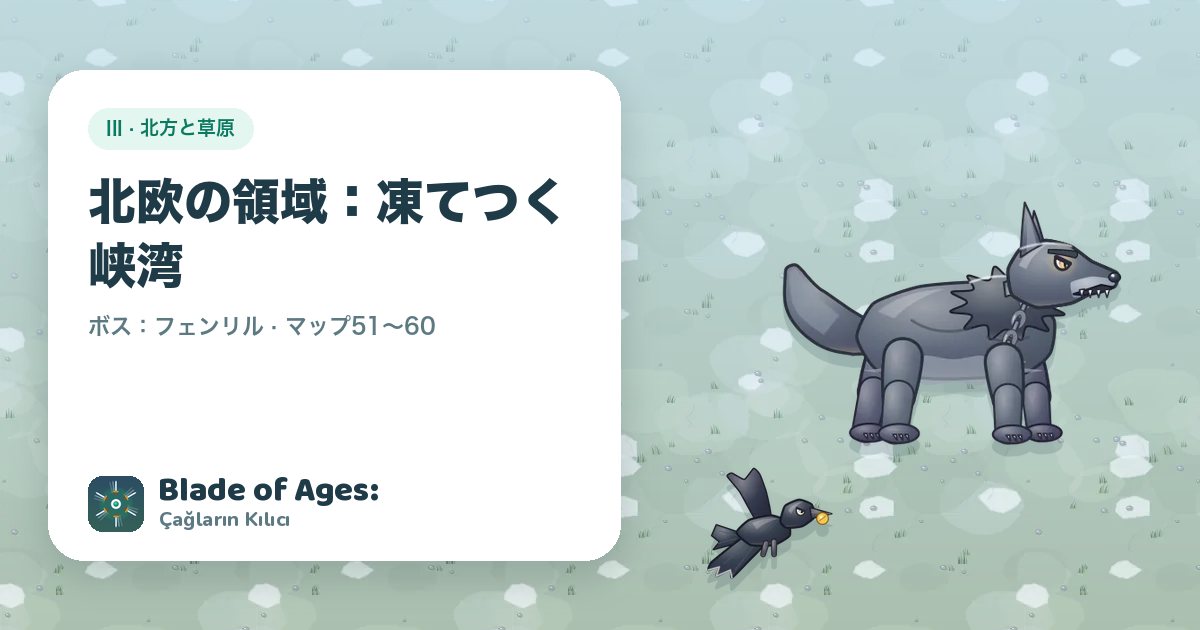 III · 北方と草原
北欧の領域：凍てつく
峡湾
ボス：フェンリル · マップ51〜60
Blade of Ages:
Çağların Kılıcı